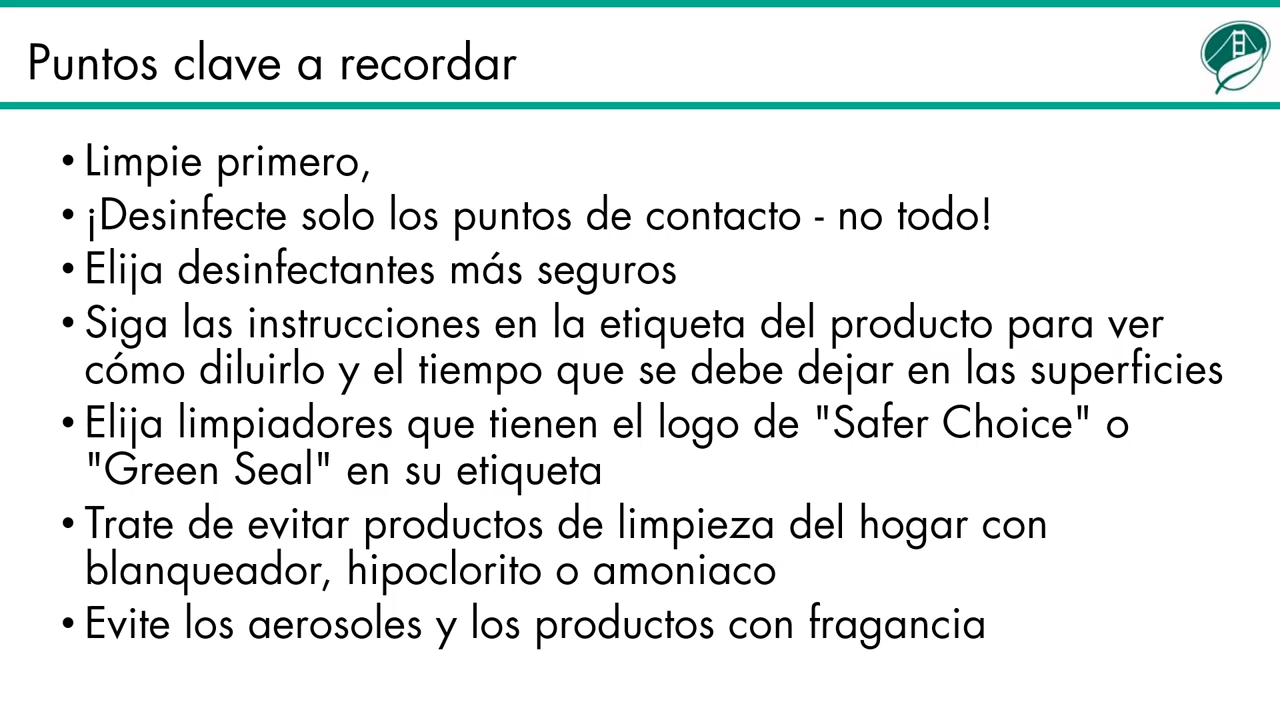 Puntos clave a recordar
• Limpie primero,
• ¡Desinfecte solo los puntos de contacto - no todo!
• Elija desinfectantes más seguros
• Siga las instrucciones en la etiqueta del producto para ver
cómo diluirlo y el tiempo que se debe dejar en las superficies
• Elija limpiadores que tienen el logo de "Safer Choice" o
"Green Seal" en su etiqueta
• Trate de evitar productos de limpieza del hogar con
blanqueador, hipoclorito o amoniaco
• Evite los aerosoles y los productos con fragancia